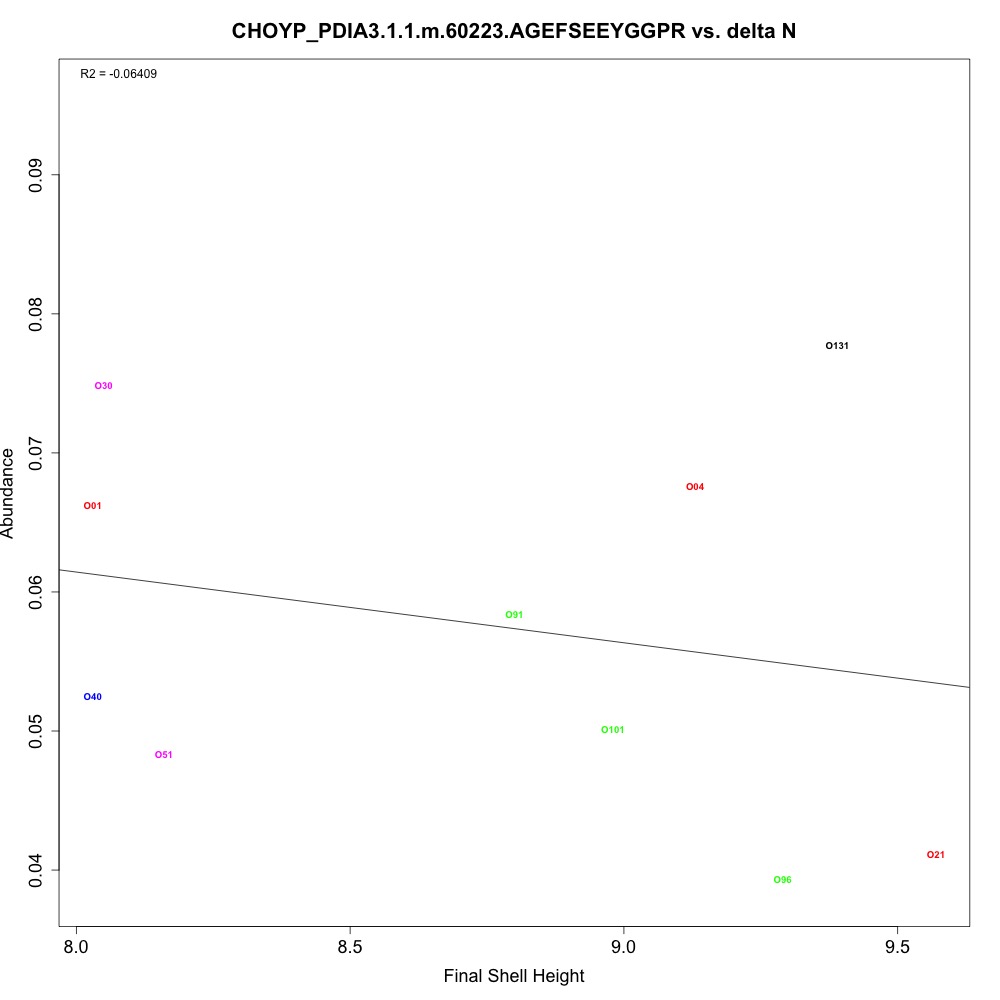 CHOYP_PDIA3.1.1.m.60223.AGEFSEEYGGPR vs. delta N
R2 = -0.06409
0.09
0.08
O131
O30
0.07
Abundance
O04
O01
0.06
O91
O40
0.05
O101
O51
O21
0.04
O96
8.0 8.5 9.0 9.5
Final Shell Height